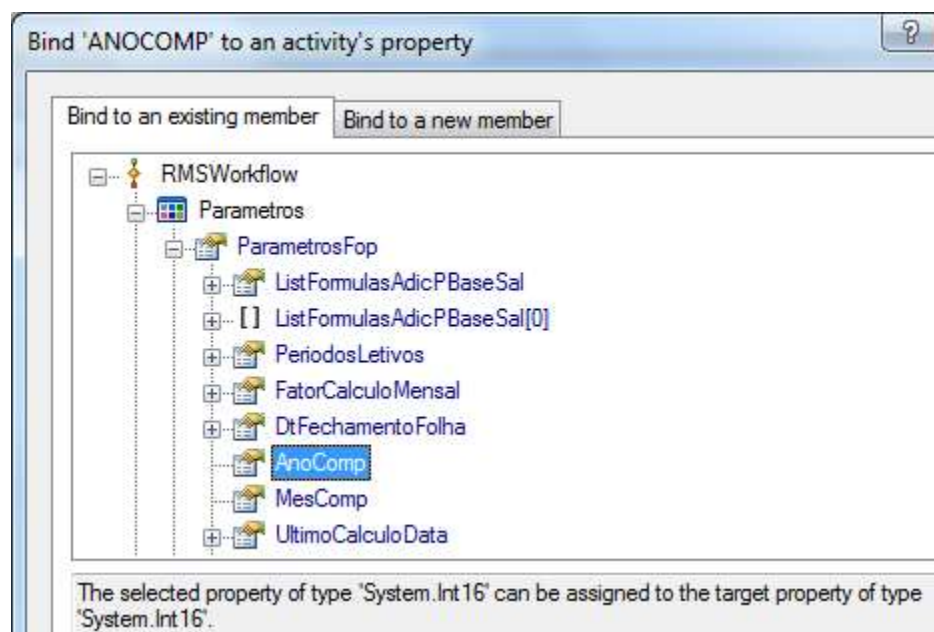 Bind 'ANOCOMP' to an activity's property
?
Bind to an existing member
Bind to a new member
RMSWorkflow
Parametros
ParametrosFop
ListFormulasAdicPBaseSal
[] ListFormulasAdicPBaseSal[0]
PeriodosLetivos
FatorCalculoMensal
DtFechamentoFolha
AnoComp
MesComp
UltimoCalculoData
The selected property of type 'System.Int16' can be assigned to the target property of type
'System.Int16'.